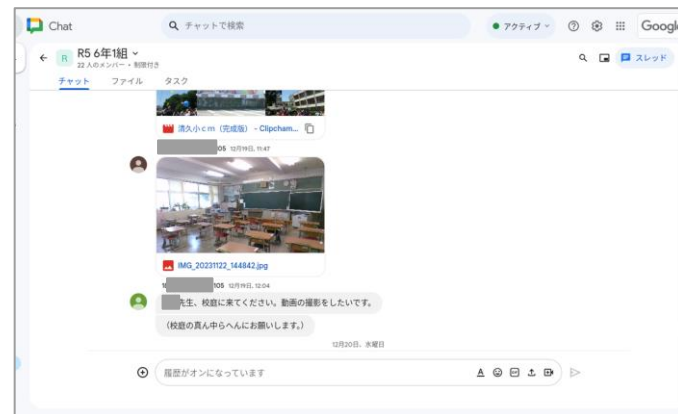 Chat
チャットで検索
アクティブ
Google
R
R5 6年1組
22 人のメンバー • 制限付き
スレッド
チャット
ファイル
タスク
清久小ｃｍ（完成版） - Clipcham...
05 12月19日, 11:47
IMG_20231122_144842.jpg
105 12月19日, 12:04
先生、校庭に来てください。動画の撮影をしたいです。
（校庭の真ん中らへんにお願いします。）
12月20日、水曜日
履歴がオンになっています